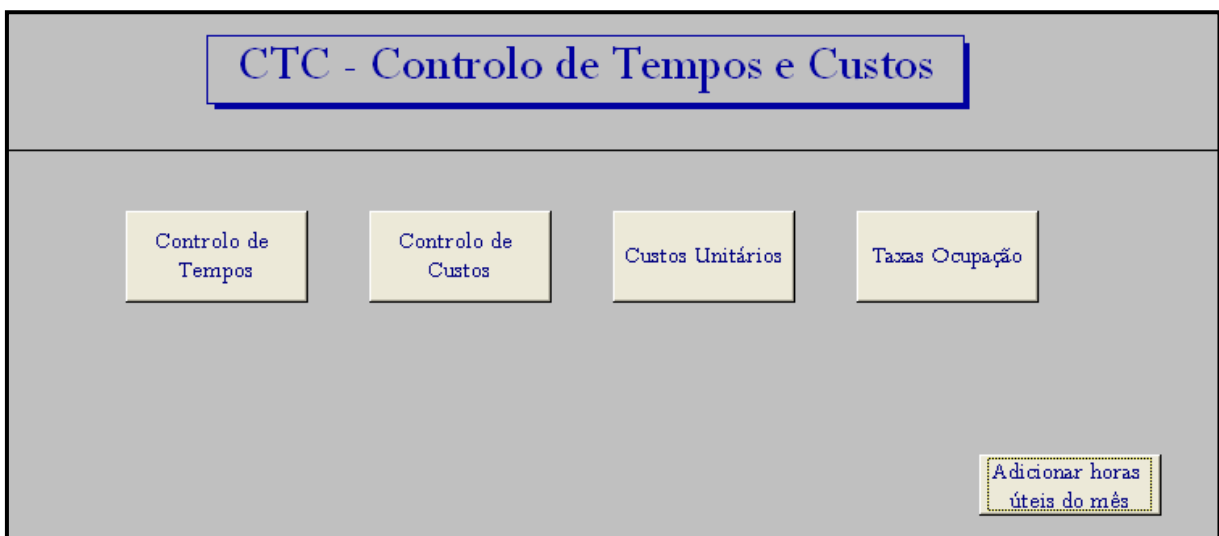 CTC - Controlo de Tempos e Custos
Controlo de
Tempos
Controlo de
Custos
Custos Unitários
Taxas Ocupação
Adicionar horas
úteis do mês